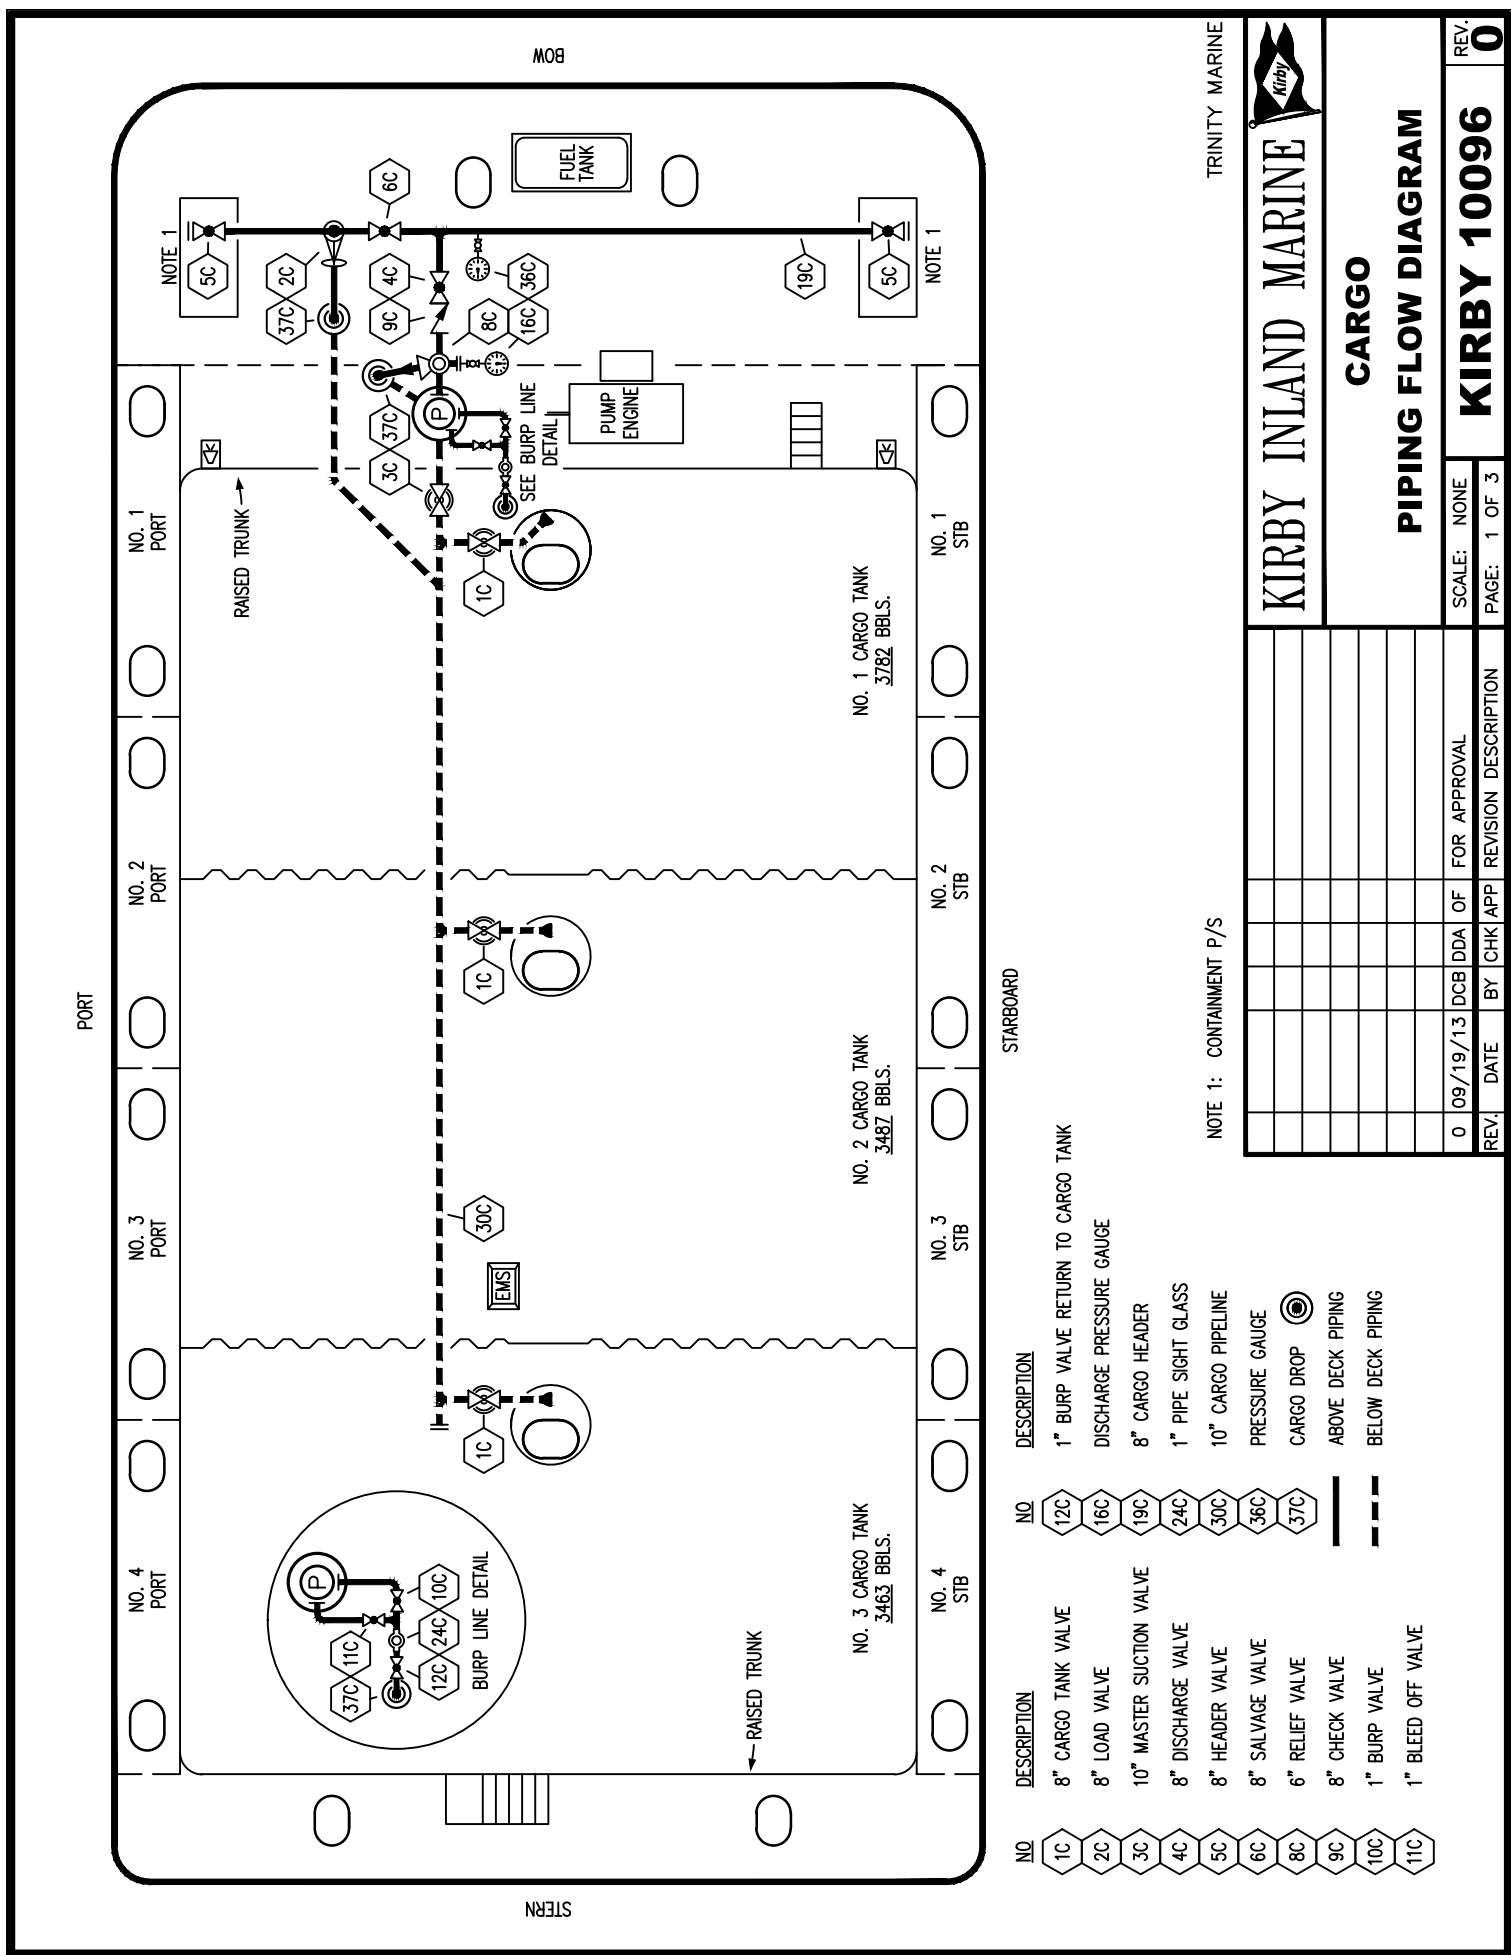 BOW
PORT
STARBOARD
STERN
NO. 4
PORT
NO. 3
PORT
NO. 2
PORT
NO. 1
PORT
RAISED TRUNK
NOTE 1
5C
2C
37C
6C
4C
9C
36C
8C
16C
FUEL
TANK
19C
5C
NOTE 1
37C
3C
P
SEE BURP LINE
DETAIL
PUMP
ENGINE
1C
1C
1C
30C
EMS
P
37C
11C
12C
24C
10C
BURP LINE DETAIL
NO. 3 CARGO TANK
3463 BBLS.
NO. 2 CARGO TANK
3487 BBLS.
NO. 1 CARGO TANK
3782 BBLS.
RAISED TRUNK
NO. 4
STB
NO. 3
STB
NO. 2
STB
NO. 1
STB
NO DESCRIPTION
1C 8" CARGO TANK VALVE
2C 8" LOAD VALVE
3C 10" MASTER SUCTION VALVE
4C 8" DISCHARGE VALVE
5C 8" HEADER VALVE
6C 8" SALVAGE VALVE
8C 6" RELIEF VALVE
9C 8" CHECK VALVE
10C 1" BURP VALVE
11C 1" BLEED OFF VALVE
NO DESCRIPTION
12C 1" BURP VALVE RETURN TO CARGO TANK
16C DISCHARGE PRESSURE GAUGE
19C 8" CARGO HEADER
24C 1" PIPE SIGHT GLASS
30C 10" CARGO PIPELINE
36C PRESSURE GAUGE
37C CARGO DROP
ABOVE DECK PIPING
BELOW DECK PIPING
NOTE 1: CONTAINMENT P/S
TRINITY MARINE
KIRBY INLAND MARINE
Kirby
CARGO
PIPING FLOW DIAGRAM
0 09/19/13 DCB DDA OF FOR APPROVAL
REV. DATE BY CHK APP REVISION DESCRIPTION
SCALE: NONE
PAGE: 1 OF 3
KIRBY 10096
REV.
0